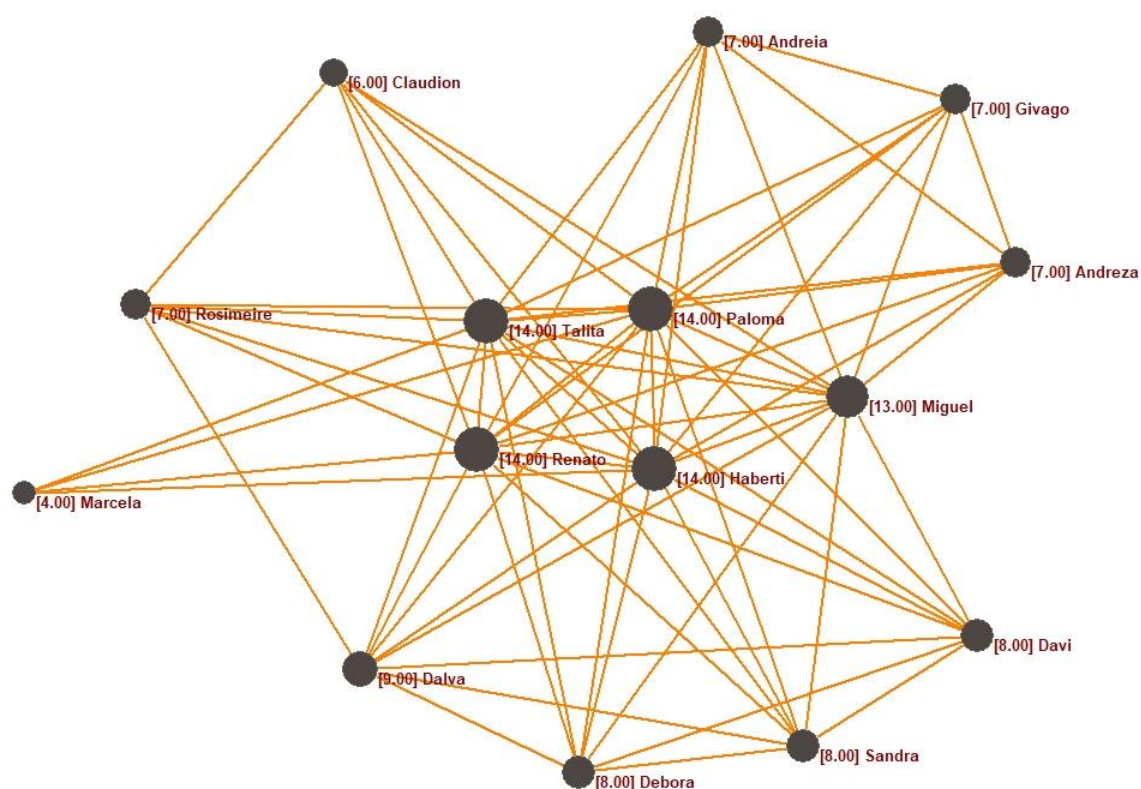 [7.00] Andreia
[6.00] Claudion
[7.00] Givago
[7.00] Andreza
[7.00] Rosimeire
[14.00] Talita
[14.00] Paloma
[13.00] Miguel
[14.00] Renato
[14.00] Haberti
[4.00] Marcela
[8.00] Davi
[9.00] Dalva
[8.00] Sandra
[8.00] Debora